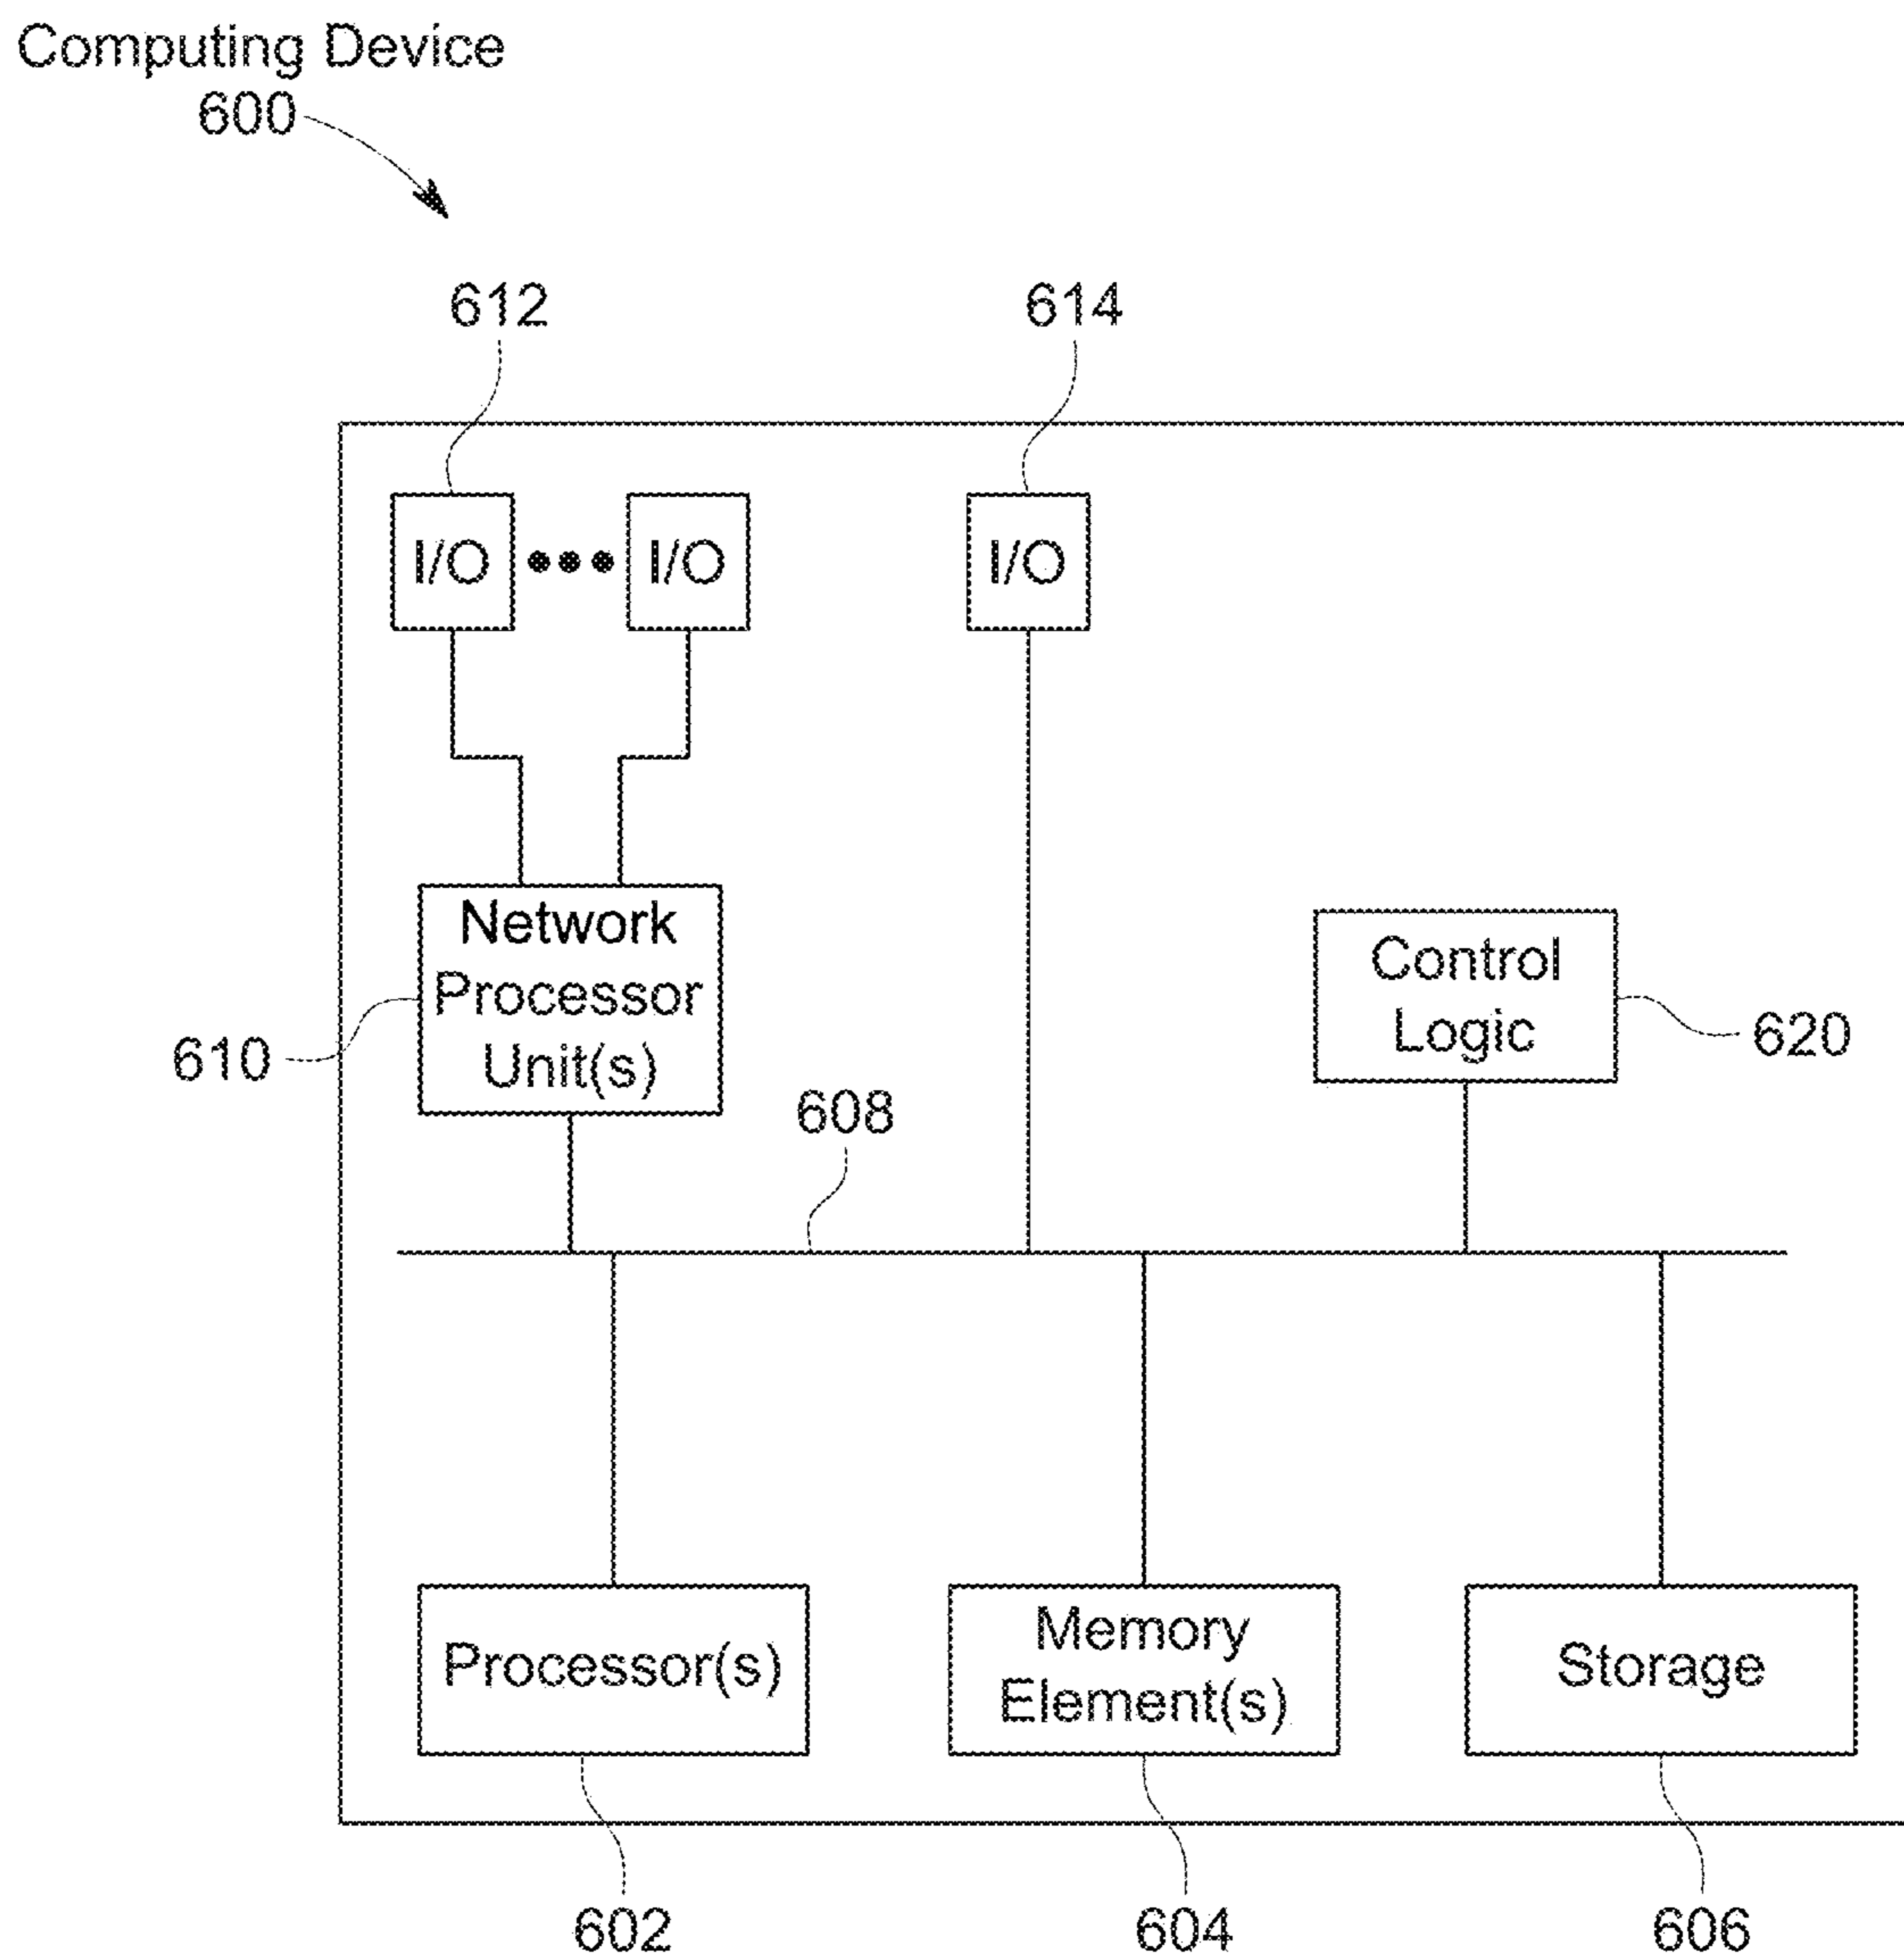 Computing Device
600
612
614
I/O
I/O
I/O
Network
Processor
Unit(s)
610
Control
Logic
620
608
Processor(s)
Memory
Element(s)
Storage
602
604
606